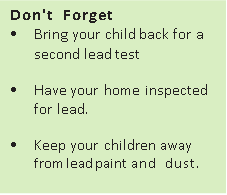 Don't Forget
• Bring your child back for a
second lead test
• Have your home inspected
for lead.
• Keep your children away
from lead paint and dust.